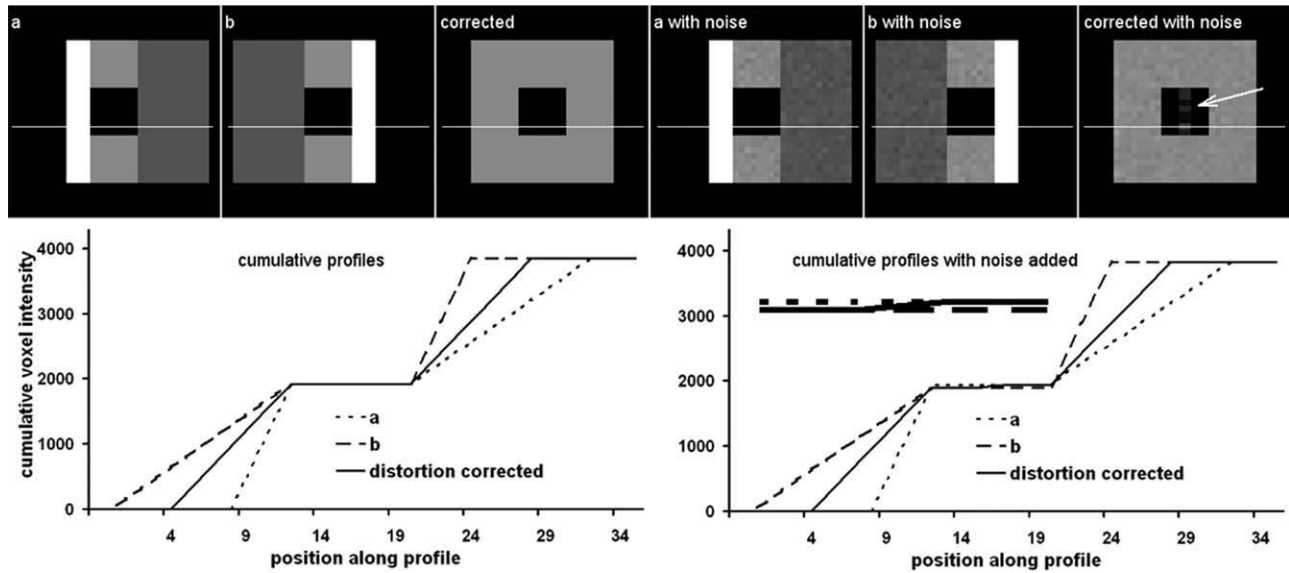 a
b
corrected
a with noise
b with noise
corrected with noise
cumulative voxel intensity
4000
3000
2000
1000
0
cumulative profiles
a
b
distortion corrected
4
9
14
19
24
29
34
position along profile
4000
3000
2000
1000
0
cumulative profiles with noise added
a
b
distortion corrected
4
9
14
19
24
29
34
position along profile